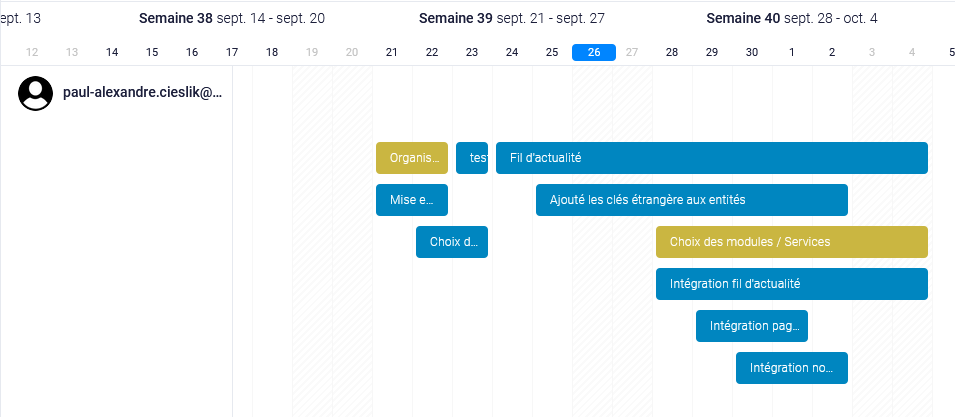 ept. 13
Semaine 38 sept. 14 - sept. 20
Semaine 39 sept. 21 - sept. 27
Semaine 40 sept. 28 - oct. 4
12 13 14 15 16 17 18 19 20 21 22 23 24 25 26 27 28 29 30 1 2 3 4 5
paul-alexandre.cieslik@...
Organis...
test
Fil d'actualité
Mise e...
Ajouté les clés étrangère aux entités
Choix d...
Choix des modules / Services
Intégration fil d'actualité
Intégration pag...
Intégration no...